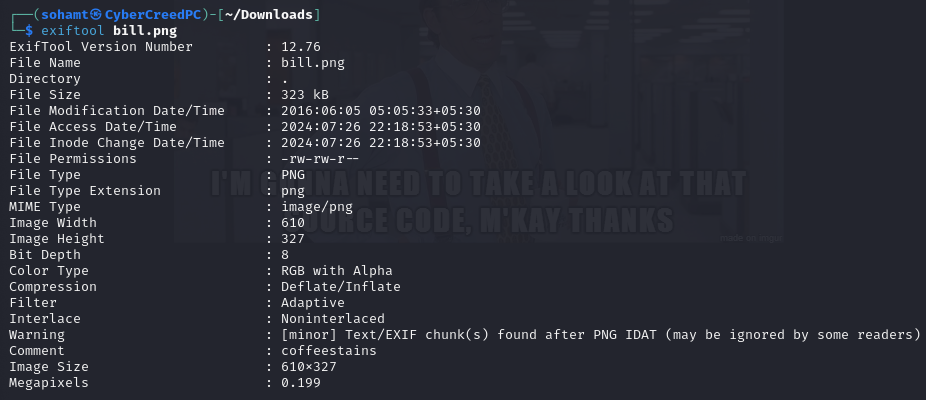 ┌──(sohamt㉿CyberCreedPC)-[~/Downloads]
└─$ exiftool bill.png
ExifTool Version Number         : 12.76
File Name                       : bill.png
Directory                       : .
File Size                       : 323 kB
File Modification Date/Time     : 2016:06:05 05:05:33+05:30
File Access Date/Time           : 2024:07:26 22:18:53+05:30
File Inode Change Date/Time     : 2024:07:26 22:18:53+05:30
File Permissions                : -rw-rw-r--
File Type                       : PNG
File Type Extension             : png
MIME Type                       : image/png
Image Width                     : 610
Image Height                    : 327
Bit Depth                       : 8
Color Type                      : RGB with Alpha
Compression                     : Deflate/Inflate
Filter                          : Adaptive
Interlace                       : Noninterlaced
Warning                         : [minor] Text/EXIF chunk(s) found after PNG IDAT (may be ignored by some readers)
Comment                         : coffeestains
Image Size                      : 610x327
Megapixels                      : 0.199
I'M GONNA NEED TO TAKE A LOOK AT THAT
SOURCE CODE, M'KAY THANKS